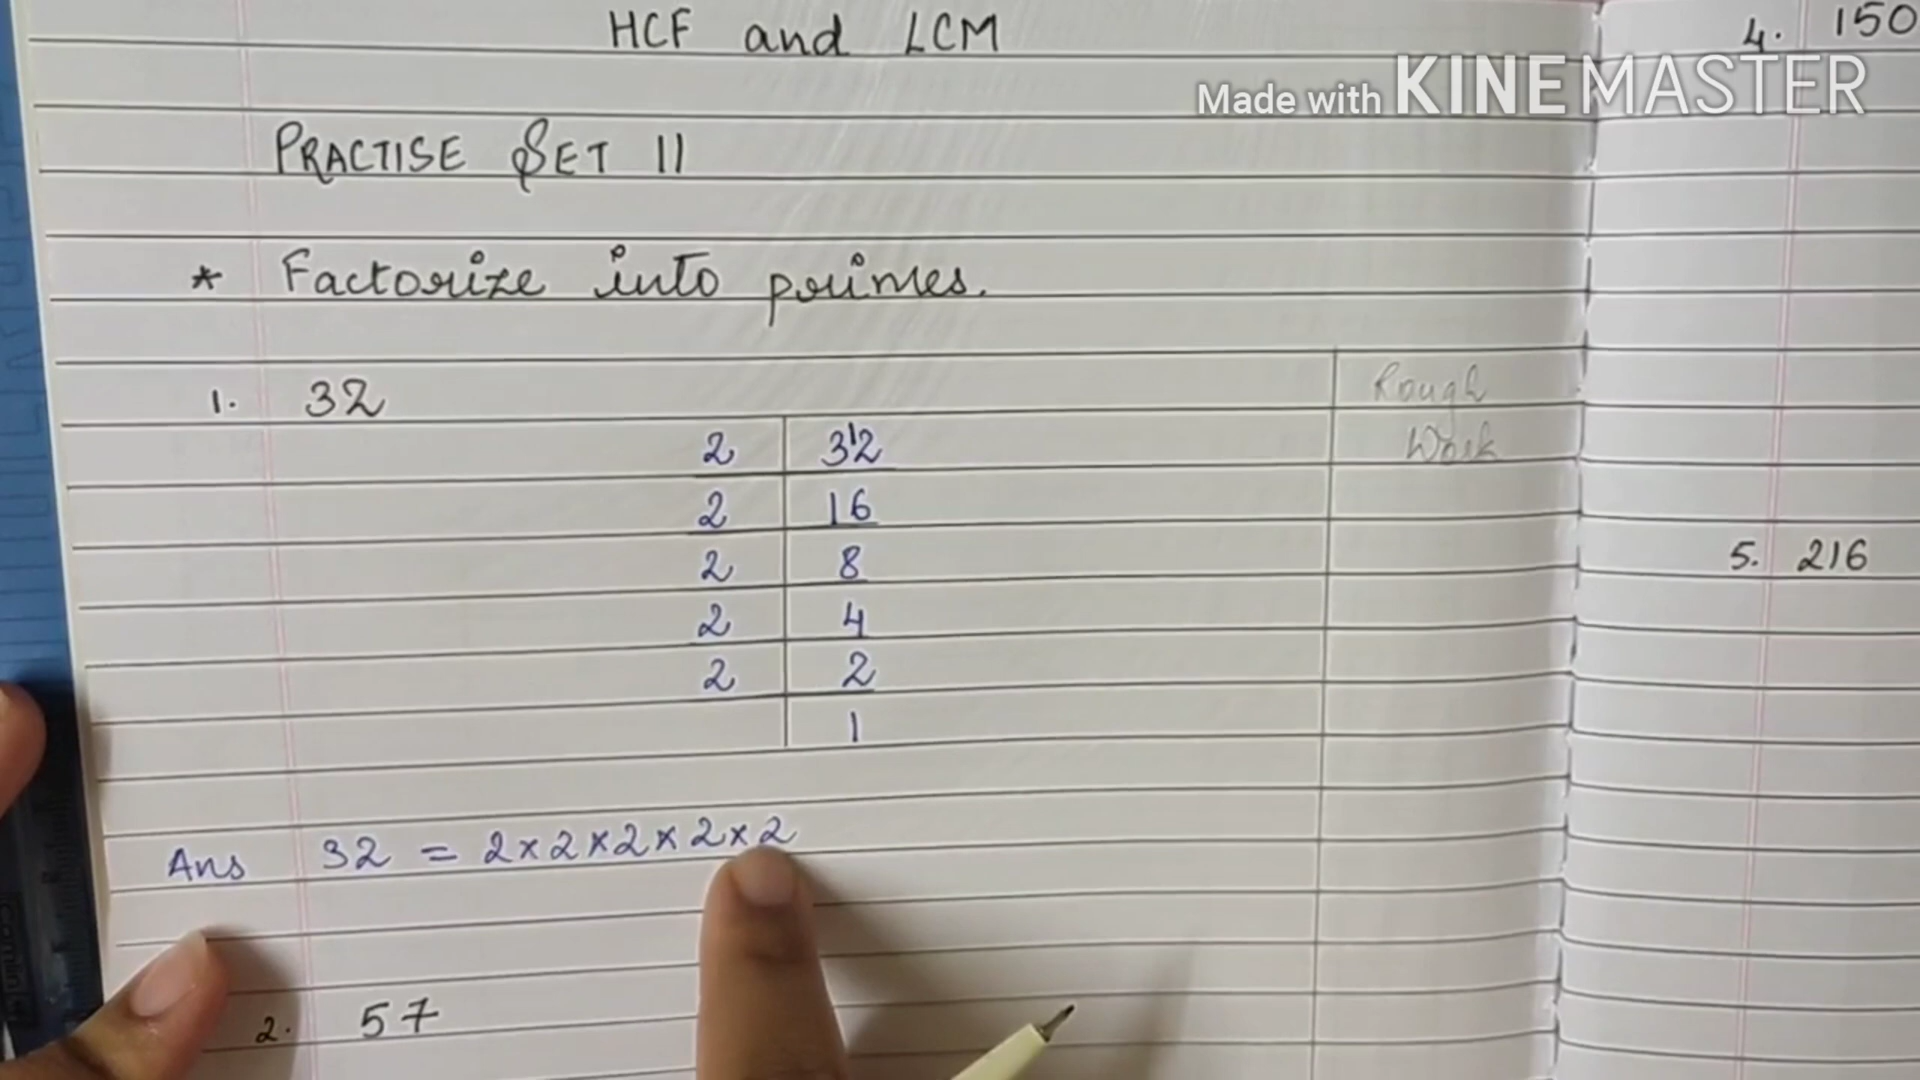 HCF and LCM
4. 150
Made with KINEMASTER
PRACTISE SET 11
* Factorize into primes.
1. 32
Rough
Work
2 32
2 16
2 8
2 4
2 2
1
5. 216
Ans 32 = 2×2×2×2×2
2. 57